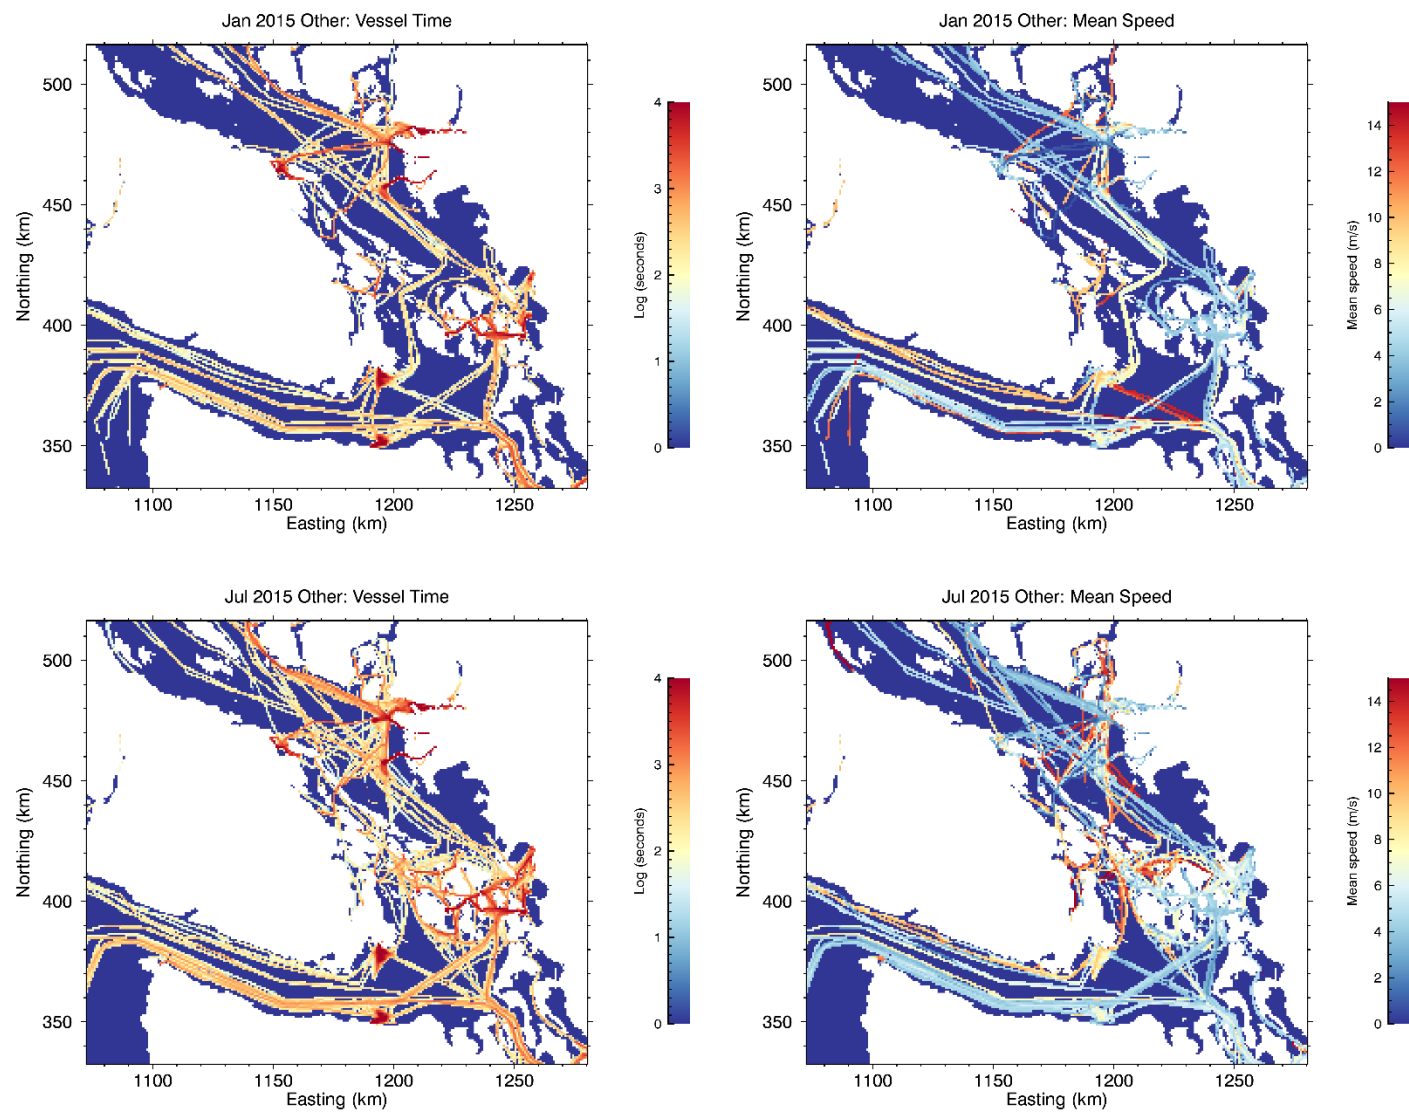 Jan 2015 Other: Vessel Time
Jan 2015 Other: Mean Speed
500
450
400
350
Northing (km)
1100 1150 1200 1250
Easting (km)
4
3
2
1
0
Log (seconds)
500
450
400
350
Northing (km)
1100 1150 1200 1250
Easting (km)
14
12
10
8
6
4
2
0
Mean speed (m/s)
Jul 2015 Other: Vessel Time
Jul 2015 Other: Mean Speed
500
450
400
350
Northing (km)
1100 1150 1200 1250
Easting (km)
4
3
2
1
0
Log (seconds)
500
450
400
350
Northing (km)
1100 1150 1200 1250
Easting (km)
14
12
10
8
6
4
2
0
Mean speed (m/s)